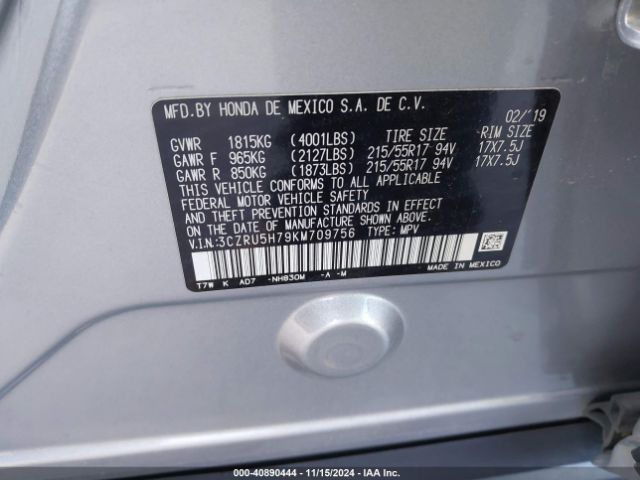 MFD.BY HONDA DE MEXICO S.A. DE C.V.
02/'19
GVWR 1815KG (4001LBS) TIRE SIZE RIM SIZE
GAWR F 965KG (2127LBS) 215/55R17 94V 17X7.5J
GAWR R 850KG (1873LBS) 215/55R17 94V 17X7.5J
THIS VEHICLE CONFORMS TO ALL APPLICABLE
FEDERAL MOTOR VEHICLE SAFETY AND
THEFT PREVENTION STANDARDS IN EFFECT
ON THE DATE OF MANUFACTURE SHOWN ABOVE.
V.I.N:3CZRU5H79KM709756 TYPE: MPV
MADE IN MEXICO
T7W K AD7 -NH830M -A -M
000-40890444 - 11/15/2024 - IAA Inc.